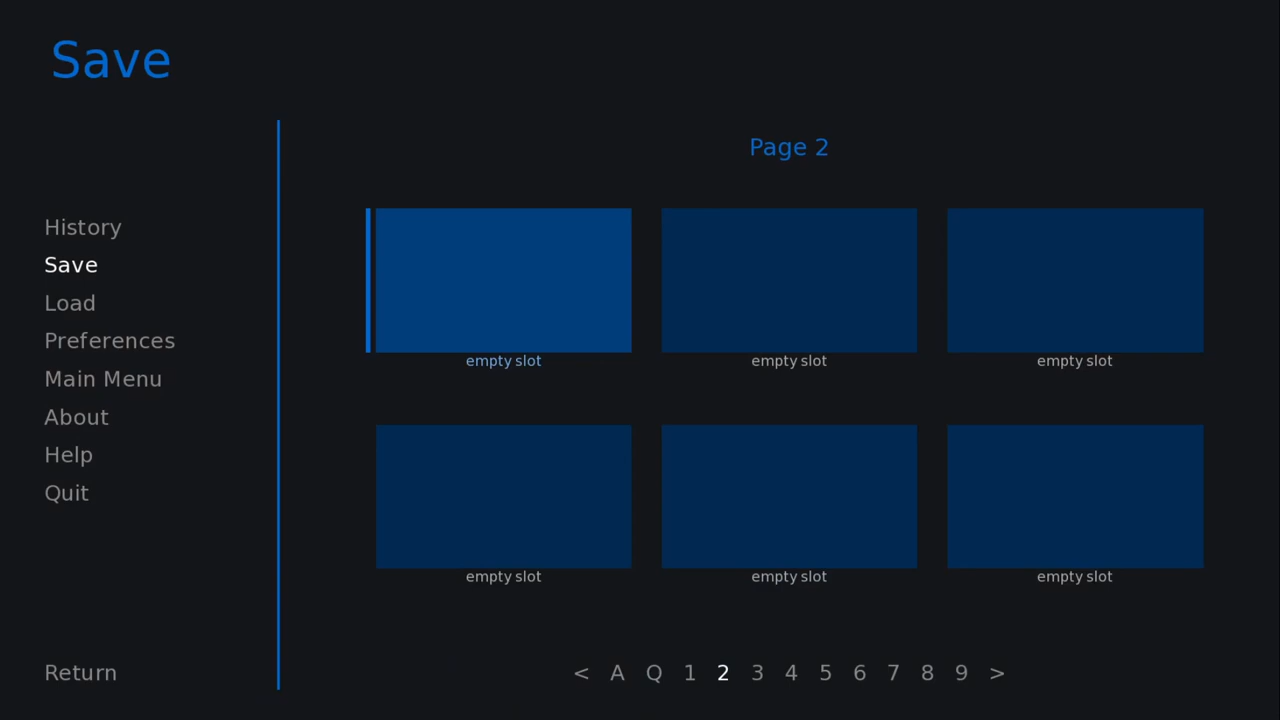 Save
Page 2
History
Save
Load
Preferences
Main Menu
About
Help
Quit
Return
empty slot
empty slot
empty slot
empty slot
empty slot
empty slot
< A Q 1 2 3 4 5 6 7 8 9 >